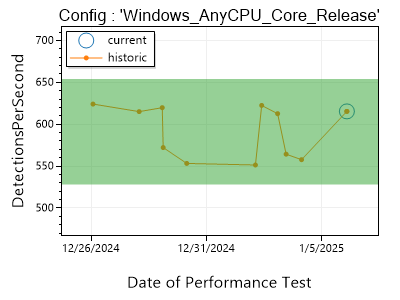 Config : 'Windows_AnyCPU_Core_Release'
DetectionsPerSecond
700
650
600
550
500
current
historic
12/26/2024
12/31/2024
1/5/2025
Date of Performance Test